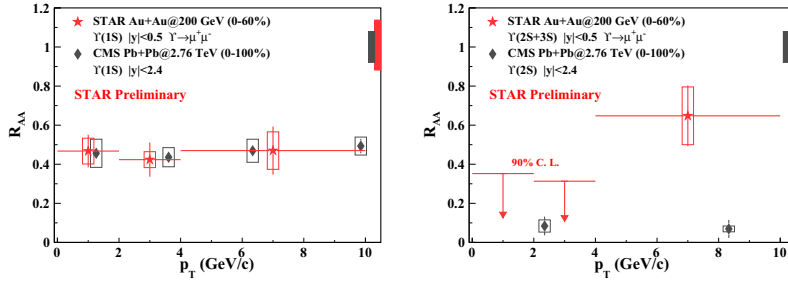 STAR Au+Au@200 GeV (0-60%)
ϒ(1S) |y|<0.5 ϒ→μ⁺μ⁻
CMS Pb+Pb@2.76 TeV (0-100%)
ϒ(1S) |y|<2.4
STAR Preliminary
R_AA
1.2
1
0.8
0.6
0.4
0.2
0
0 2 4 6 8 10
p_T (GeV/c)
STAR Au+Au@200 GeV (0-60%)
ϒ(2S+3S) |y|<0.5 ϒ→μ⁺μ⁻
CMS Pb+Pb@2.76 TeV (0-100%)
ϒ(2S) |y|<2.4
STAR Preliminary
90% C. L.
R_AA
1.2
1
0.8
0.6
0.4
0.2
0
0 2 4 6 8 10
p_T (GeV/c)